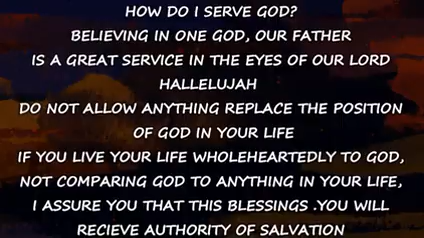 HOW DO I SERVE GOD?
BELIEVING IN ONE GOD, OUR FATHER
IS A GREAT SERVICE IN THE EYES OF OUR LORD
HALLELUJAH
DO NOT ALLOW ANYTHING REPLACE THE POSITION
OF GOD IN YOUR LIFE
IF YOU LIVE YOUR LIFE WHOLEHEARTEDLY TO GOD,
NOT COMPARING GOD TO ANYTHING IN YOUR LIFE,
I ASSURE YOU THAT THIS BLESSINGS .YOU WILL
RECIEVE AUTHORITY OF SALVATION